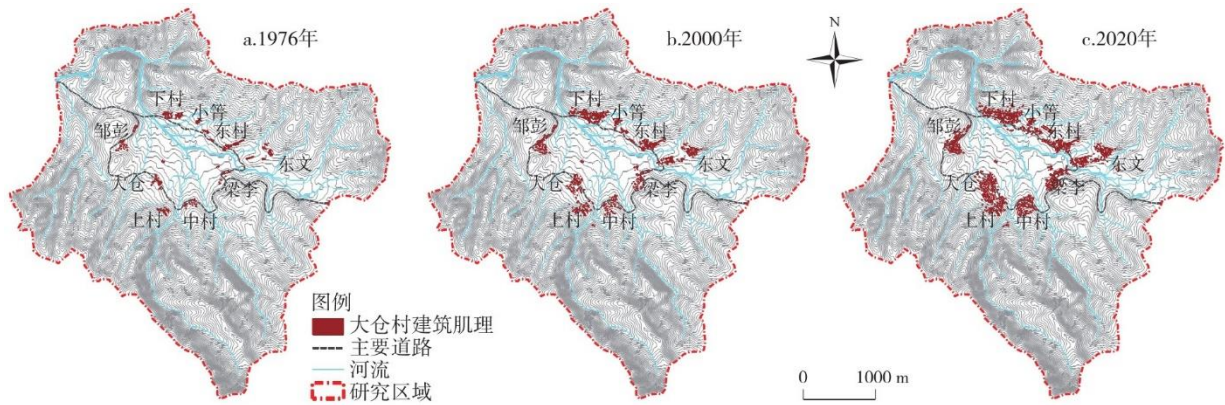 a.1976年
下村
小箐
东村
邹彭
东文
大仓
梁李
上村
中村
b.2000年
下村
小箐
东村
邹彭
东文
大仓
梁李
上村
中村
N
c.2020年
下村
小箐
东村
邹彭
东文
大仓
梁李
上村
中村
图例
大仓村建筑肌理
主要道路
河流
研究区域
0 1000 m